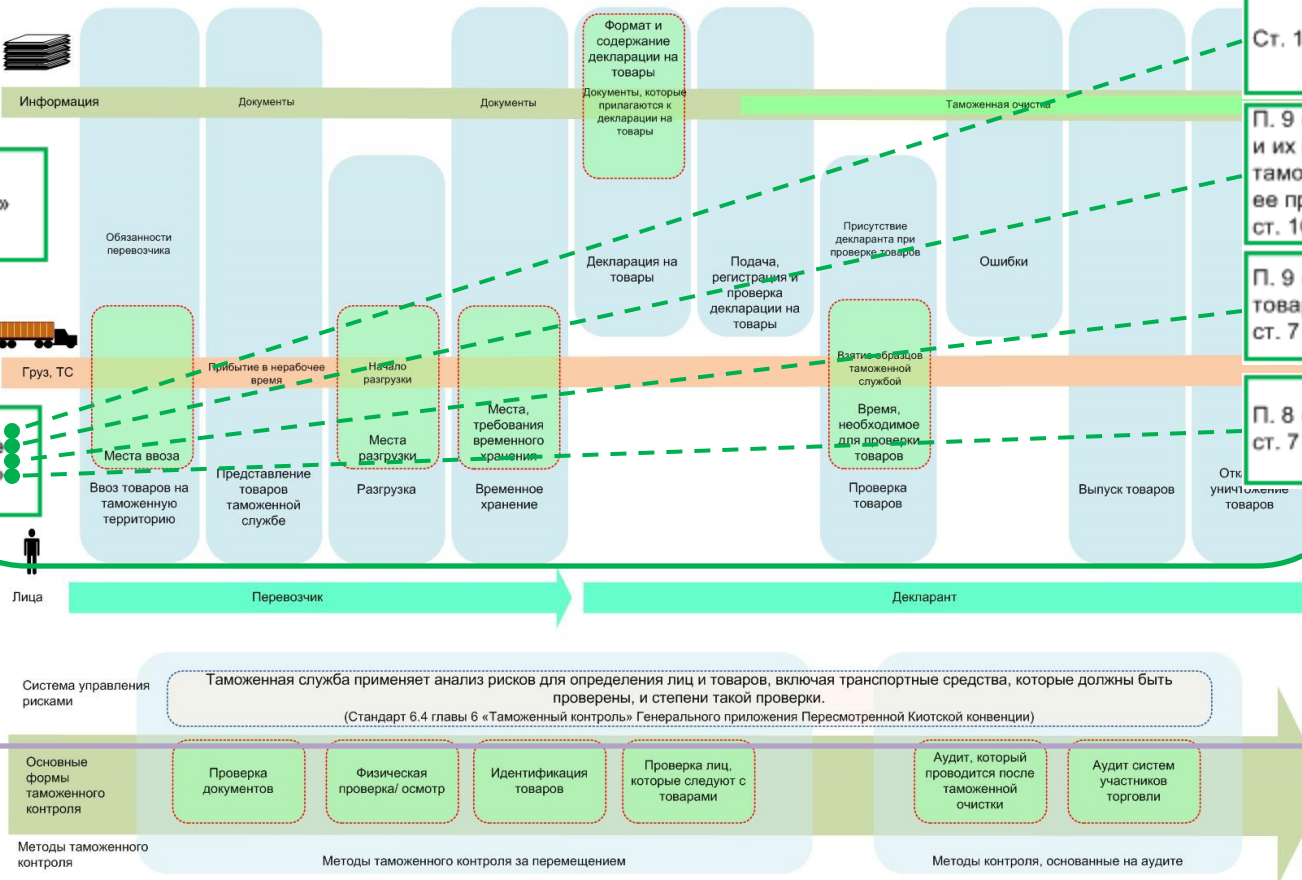 Формат и
содержание
декларации на
товары
Ст. 1
Информация
Документы
Документы
Документы, которые
прилагаются к
декларации на
товары
Таможенная очистка
П. 9
и их
тамо
ее пр
ст. 1
»
Обязанности
перевозчика
Декларация на
товары
Подача,
регистрация и
проверка
декларации на
товары
Присутствие
декларанта при
проверке товаров
Ошибки
П. 9
това
ст. 7
Груз, ТС
Прибытие в нерабочее
время
Начало
разгрузки
Взятие образцов
таможенной
службой
Места ввоза
Места
разгрузки
Места,
требования
временного
хранения
Время,
необходимое
для проверки
товаров
П. 8
ст. 7
Ввоз товаров на
таможенную
территорию
Представление
товаров
таможенной
службе
Разгрузка
Временное
хранение
Проверка
товаров
Выпуск товаров
Отк
уничтожение
товаров
Лица
Перевозчик
Декларант
Система управления
рисками
Таможенная служба применяет анализ рисков для определения лиц и товаров, включая транспортные средства, которые должны быть
проверены, и степени такой проверки.
(Стандарт 6.4 главы 6 «Таможенный контроль» Генерального приложения Пересмотренной Киотской конвенции)
Основные
формы
таможенного
контроля
Проверка
документов
Физическая
проверка/ осмотр
Идентификация
товаров
Проверка лиц,
которые следуют с
товарами
Аудит, который
проводится после
таможенной
очистки
Аудит систем
участников
торговли
Методы таможенного
контроля
Методы таможенного контроля за перемещением
Методы контроля, основанные на аудите